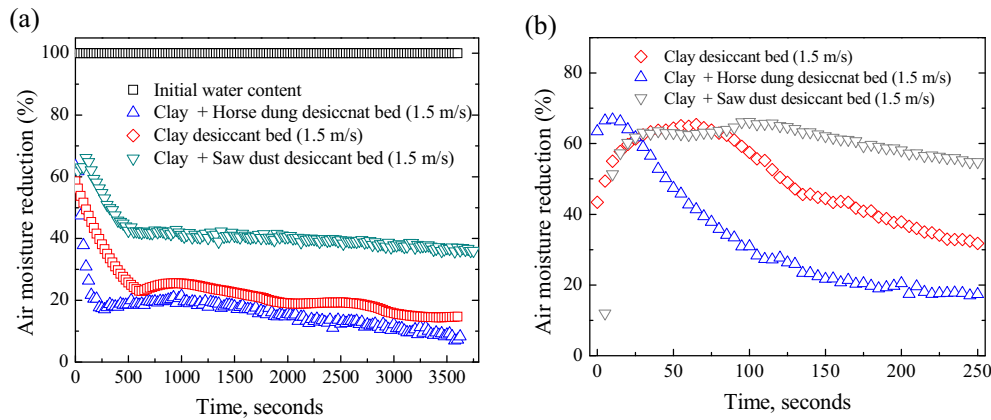 (a)
Air moisture reduction (%)
100
80
60
40
20
0
Initial water content
Clay + Horse dung desiccnat bed (1.5 m/s)
Clay desiccant bed (1.5 m/s)
Clay + Saw dust desiccant bed (1.5 m/s)
0 500 1000 1500 2000 2500 3000 3500
Time, seconds
(b)
Air moisture reduction (%)
80
60
40
20
0
Clay desiccant bed (1.5 m/s)
Clay + Horse dung desiccnat bed (1.5 m/s)
Clay + Saw dust desiccant bed (1.5 m/s)
0 50 100 150 200 250
Time, seconds